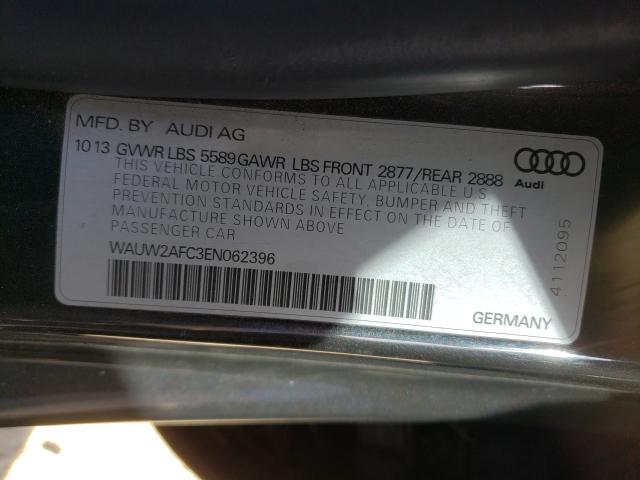 MFD. BY AUDI AG
10 13 GVWR LBS 5589 GAWR LBS FRONT 2877/REAR 2888
THIS VEHICLE CONFORMS TO ALL APPLICABLE U.S
FEDERAL MOTOR VEHICLE SAFETY, BUMPER AND THEFT
PREVENTION STANDARDS IN EFFECT ON THE DATE OF
MANUFACTURE SHOWN ABOVE
PASSENGER CAR
WAUW2AFC3EN062396
Audi
4112095
GERMANY